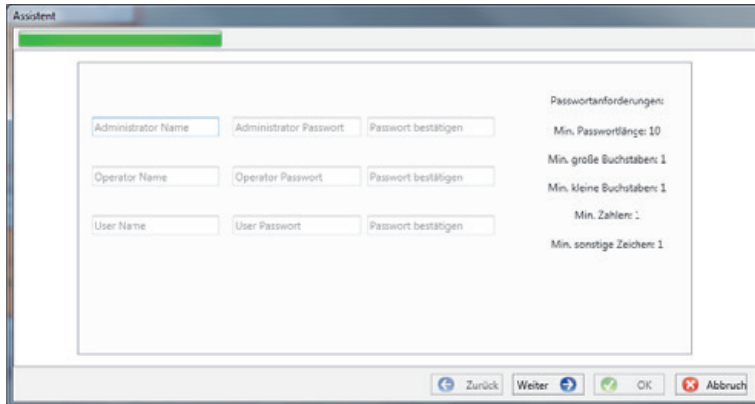 Assistent
Passwortanforderungen:
Administrator Name Administrator Passwort Passwort bestätigen
Min. Passwortlänge: 10
Min. große Buchstaben: 1
Operator Name Operator Passwort Passwort bestätigen
Min. kleine Buchstaben: 1
Min. Zahlen: 1
User Name User Passwort Passwort bestätigen
Min. sonstige Zeichen: 1
Zurück Weiter OK Abbruch